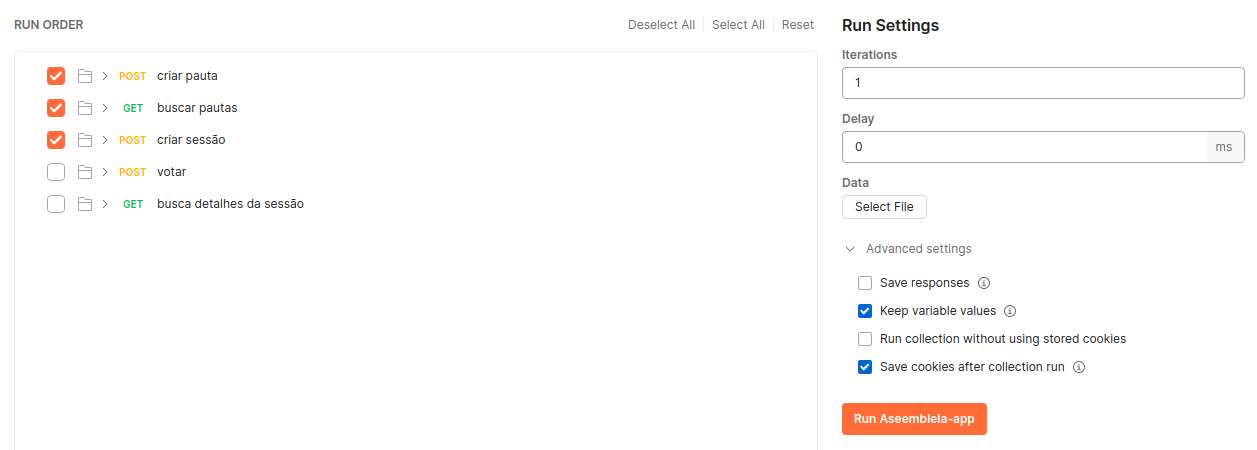 RUN ORDER
Deselect All
Select All
Reset
POST criar pauta
GET buscar pautas
POST criar sessão
POST votar
GET busca detalhes da sessão
Run Settings
Iterations
1
Delay
0 ms
Data
Select File
Advanced settings
Save responses
Keep variable values
Run collection without using stored cookies
Save cookies after collection run
Run Aseembleia-app